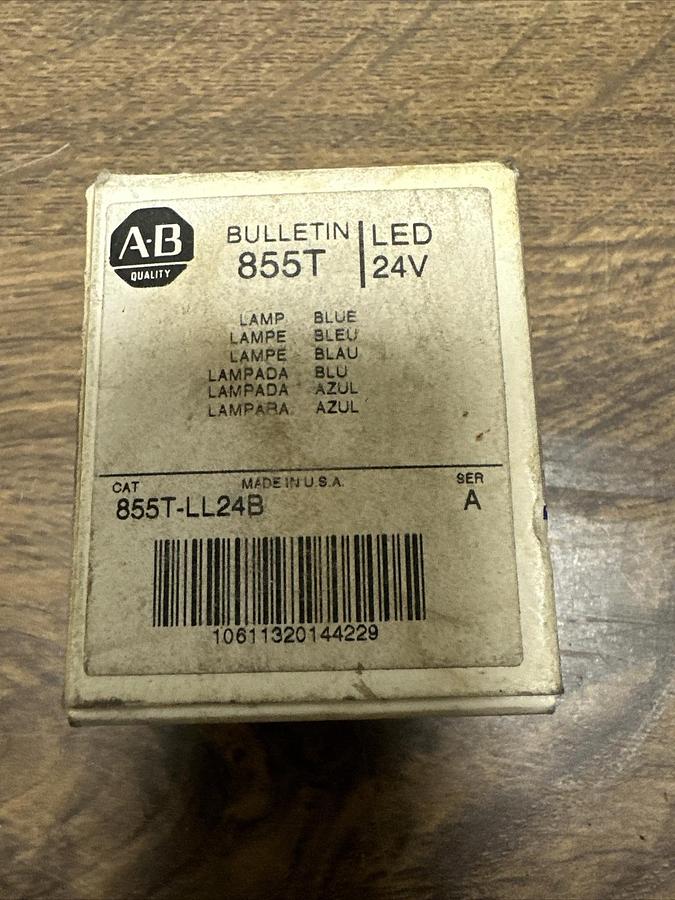 A-B
QUALITY
BULLETIN
855T
LED
24V
LAMP BLUE
LAMPE BLEU
LAMPE BLAU
LAMPADA BLU
LAMPADA AZUL
LAMPARA AZUL
CAT MADE IN U.S.A. SER
855T-LL24B A
10611320144229